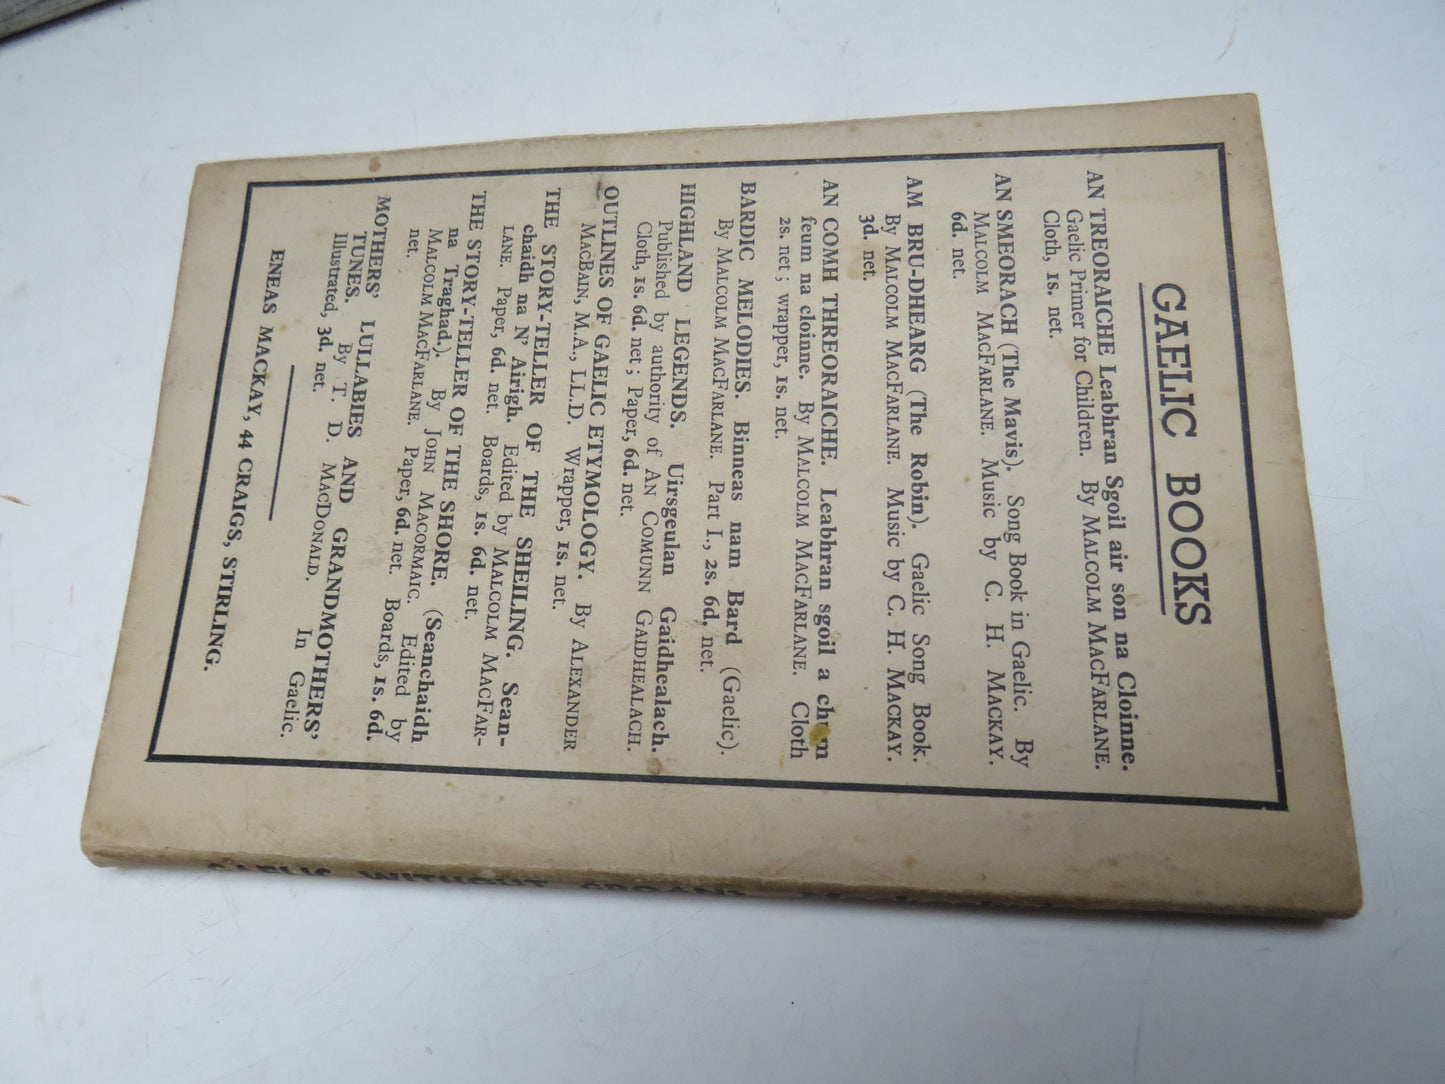 GAELIC BOOKS
AN TREORAICHE Leabhran Sgoil air son na Cloinne.
Gaelic Primer for Children. By MALCOLM MACFARLANE.
Cloth, 1s. net.
AN SMEORACH (The Mavis). Song Book in Gaelic. By
MALCOLM MACFARLANE. Music by C. H. MACKAY.
6d. net.
AM BRU-DHEARG (The Robin). Gaelic Song Book.
By MALCOLM MACFARLANE. Music by C. H. MACKAY.
3d. net.
AN COMH THREORAICHE. Leabhran sgoil a chum
feum na cloinne. By MALCOLM MACFARLANE. Cloth
2s. net; wrapper, 1s. net.
BARDIC MELODIES. Binneas nam Bard (Gaelic).
By MALCOLM MACFARLANE. Part I., 2s. 6d. net.
HIGHLAND LEGENDS. Uirsgeulan Gaidhealach.
Published by authority of AN COMUNN GAIDHEALACH.
Cloth, 1s. 6d. net; Paper, 6d. net.
OUTLINES OF GAELIC ETYMOLOGY. By ALEXANDER
MACBAIN, M.A., LL.D. Wrapper, 1s. net.
THE STORY-TELLER OF THE SHEILING. Sean-
chaidh na N' Airigh. Edited by MALCOLM MACFAR-
LANE. Paper, 6d. net. Boards, 1s. 6d. net.
THE STORY-TELLER OF THE SHORE. (Seanchaidh
na Traghad.). By JOHN MACORMAIC. Edited by
MALCOLM MACFARLANE. Paper, 6d. net. Boards, 1s. 6d.
net.
MOTHERS' LULLABIES AND GRANDMOTHERS'
TUNES. By T. D. MACDONALD. In Gaelic.
Illustrated, 3d. net.
ENEAS MACKAY, 44 CRAIGS, STIRLING.
GAELIC WITHOUT GROANS